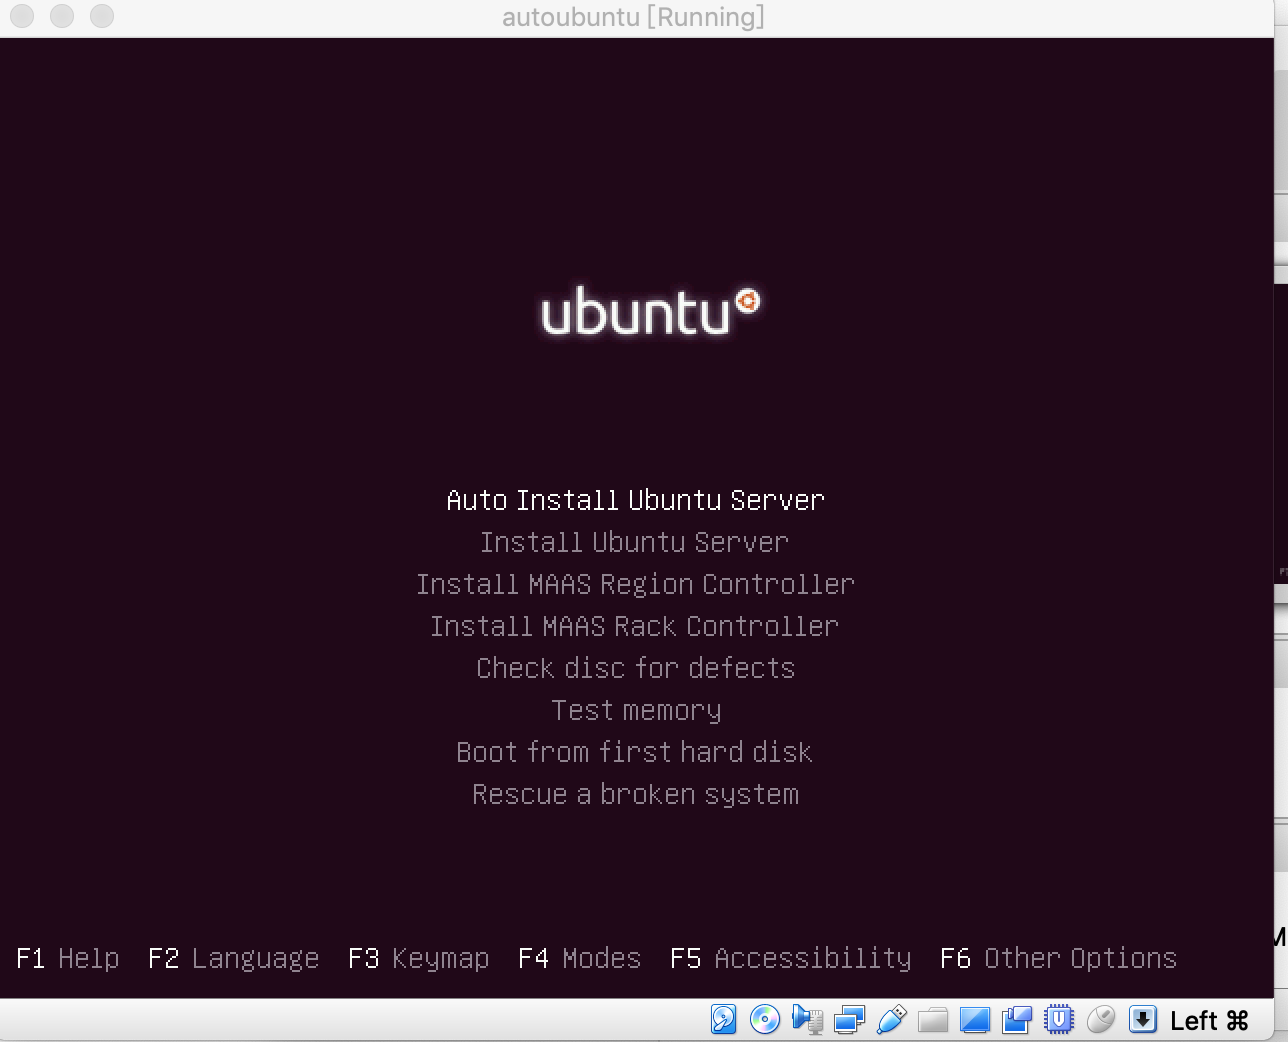 autoubuntu [Running]
ubuntu
Auto Install Ubuntu Server
Install Ubuntu Server
Install MAAS Region Controller
Install MAAS Rack Controller
Check disc for defects
Test memory
Boot from first hard disk
Rescue a broken system
F1 Help F2 Language F3 Keymap F4 Modes F5 Accessibility F6 Other Options
Left ⌘